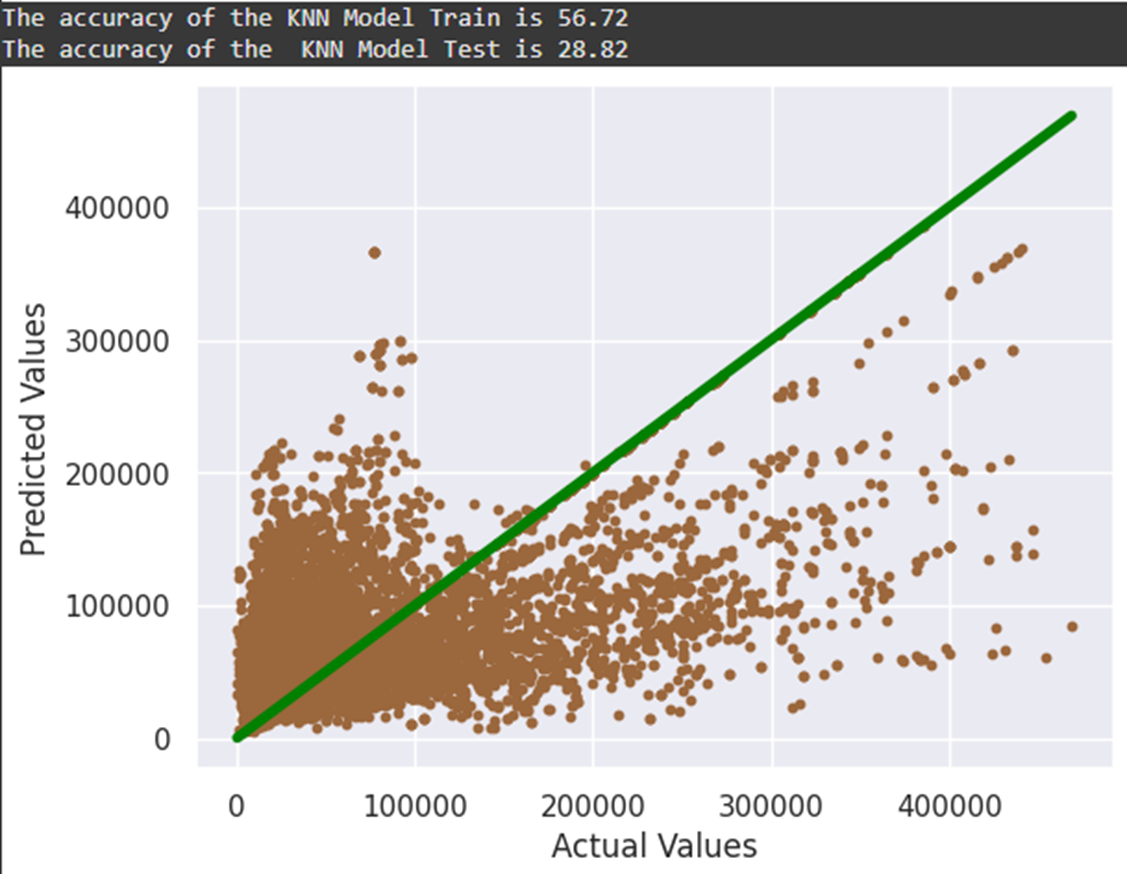 The accuracy of the KNN Model Train is 56.72
The accuracy of the  KNN Model Test is 28.82
400000
300000
200000
100000
0
Predicted Values
0 100000 200000 300000 400000
Actual Values